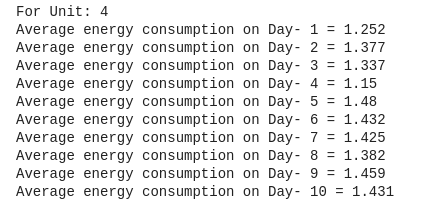 For Unit: 4
Average energy consumption on Day- 1 = 1.252
Average energy consumption on Day- 2 = 1.377
Average energy consumption on Day- 3 = 1.337
Average energy consumption on Day- 4 = 1.15
Average energy consumption on Day- 5 = 1.48
Average energy consumption on Day- 6 = 1.432
Average energy consumption on Day- 7 = 1.425
Average energy consumption on Day- 8 = 1.382
Average energy consumption on Day- 9 = 1.459
Average energy consumption on Day- 10 = 1.431